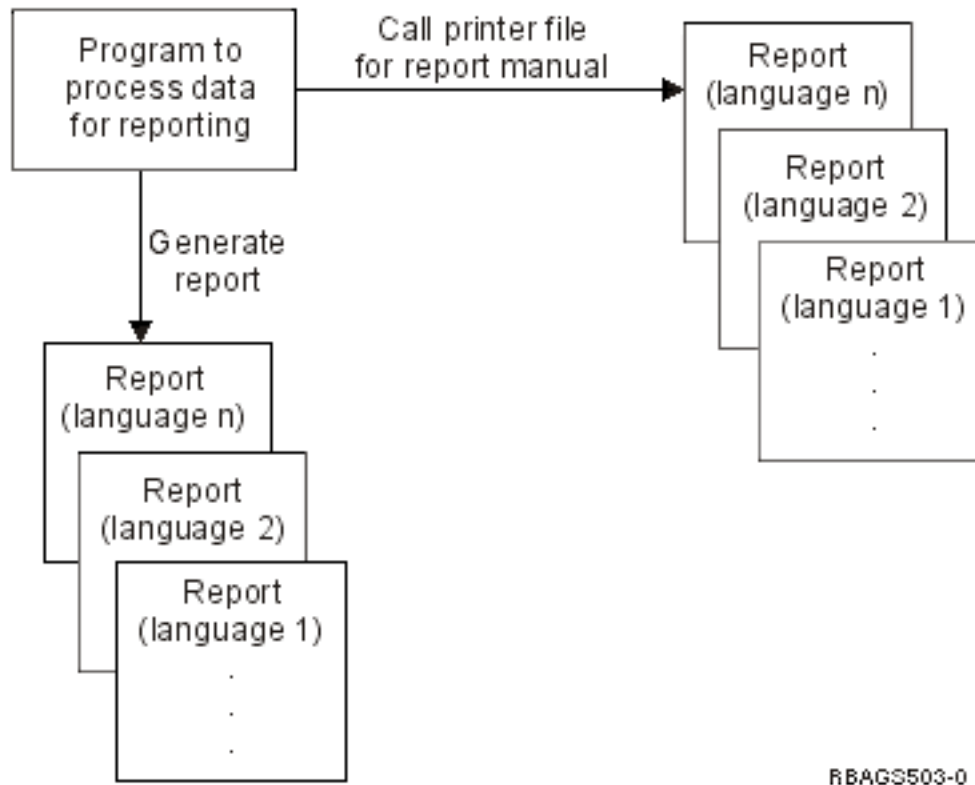 Program to
process data
for reporting
Call printer file
for report manual
Report
(language n)
Report
(language 2)
Report
(language 1)
.
.
.
Generate
report
Report
(language n)
Report
(language 2)
Report
(language 1)
.
.
.
RBAGS503-0